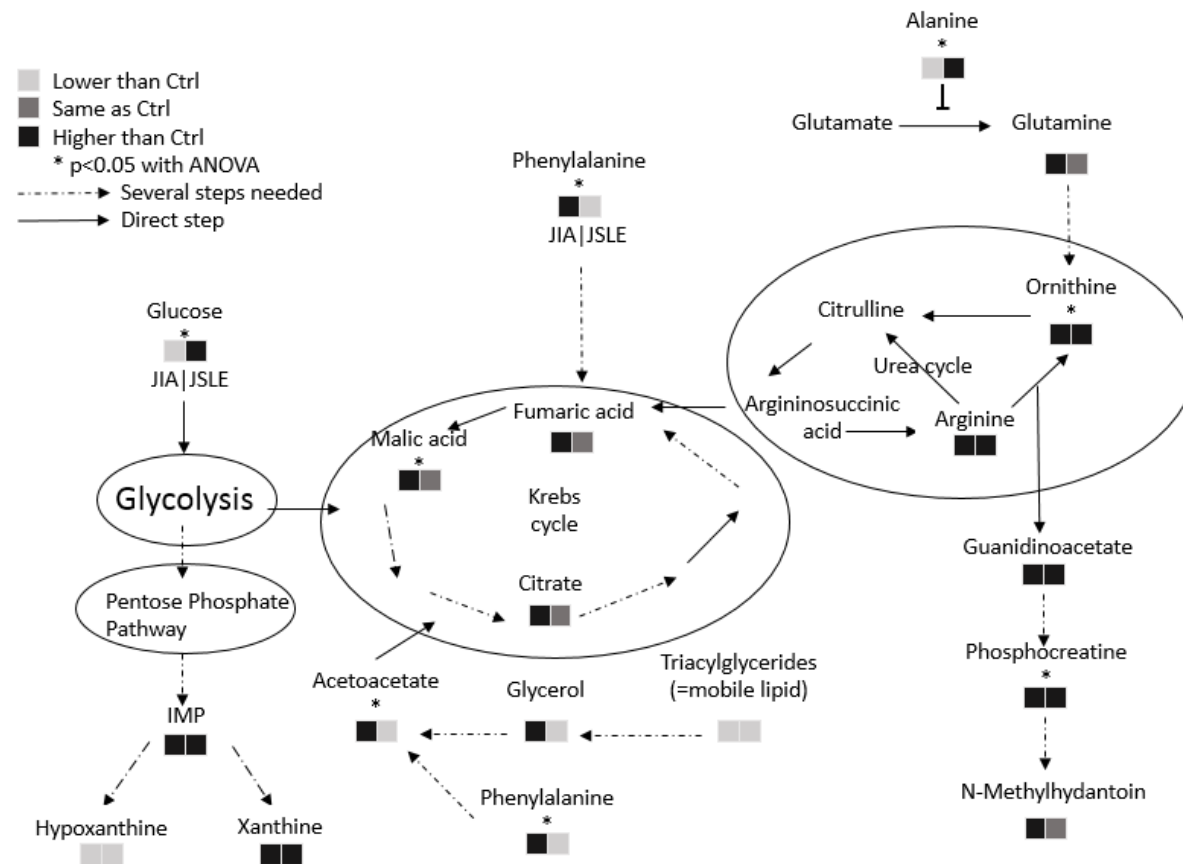 Alanine
*
Lower than Ctrl
Same as Ctrl
Higher than Ctrl
* p<0.05 with ANOVA
Several steps needed
Direct step
Glutamate
Glutamine
Phenylalanine
*
JIA|JSLE
Glucose
*
JIA|JSLE
Ornithine
*
Citrulline
Urea cycle
Argininosuccinic
acid
Arginine
Fumaric acid
Malic acid
*
Glycolysis
Krebs
cycle
Citrate
Guanidinoacetate
Pentose Phosphate
Pathway
Phosphocreatine
*
Acetoacetate
*
Glycerol
Triacylglycerides
(=mobile lipid)
IMP
N-Methylhydantoin
Phenylalanine
*
Hypoxanthine
Xanthine